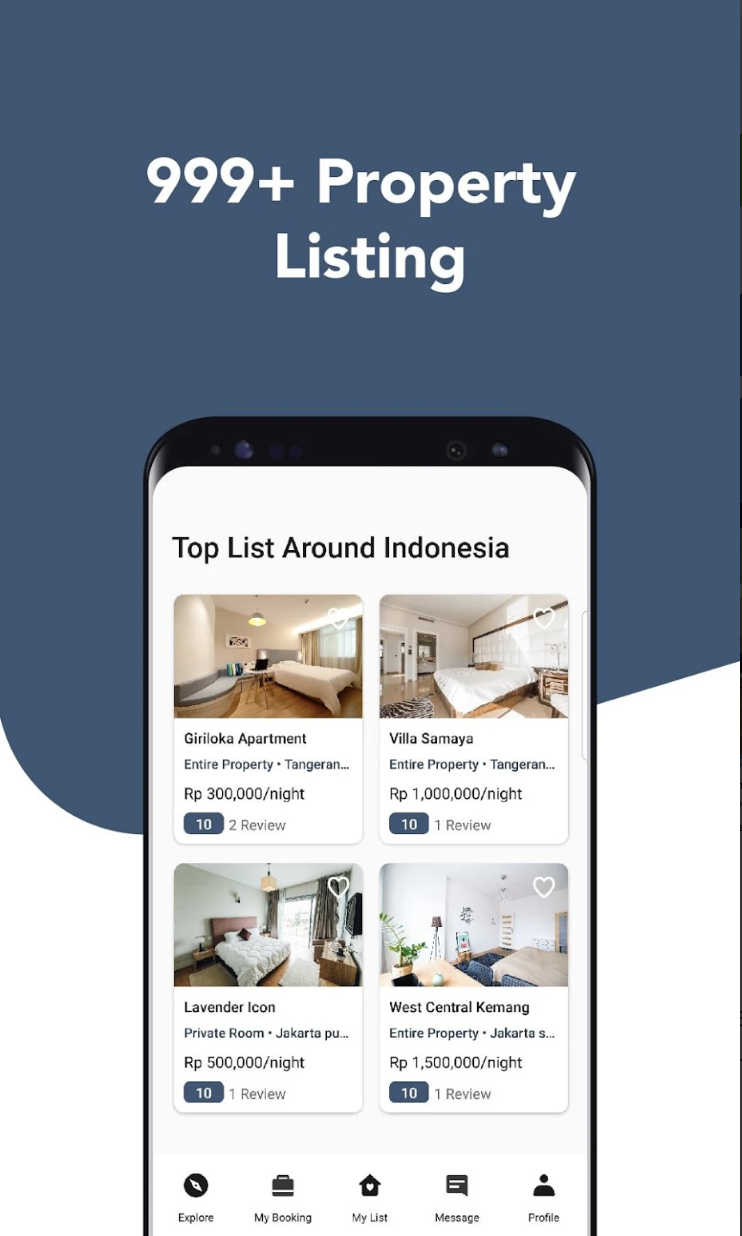 999+ Property
Listing
Top List Around Indonesia
Giriloka Apartment
Entire Property • Tangeran...
Rp 300,000/night
10 2 Review
Villa Samaya
Entire Property • Tangeran...
Rp 1,000,000/night
10 1 Review
Lavender Icon
Private Room • Jakarta pu...
Rp 500,000/night
10 1 Review
West Central Kemang
Entire Property • Jakarta s...
Rp 1,500,000/night
10 1 Review
Explore
My Booking
My List
Message
Profile